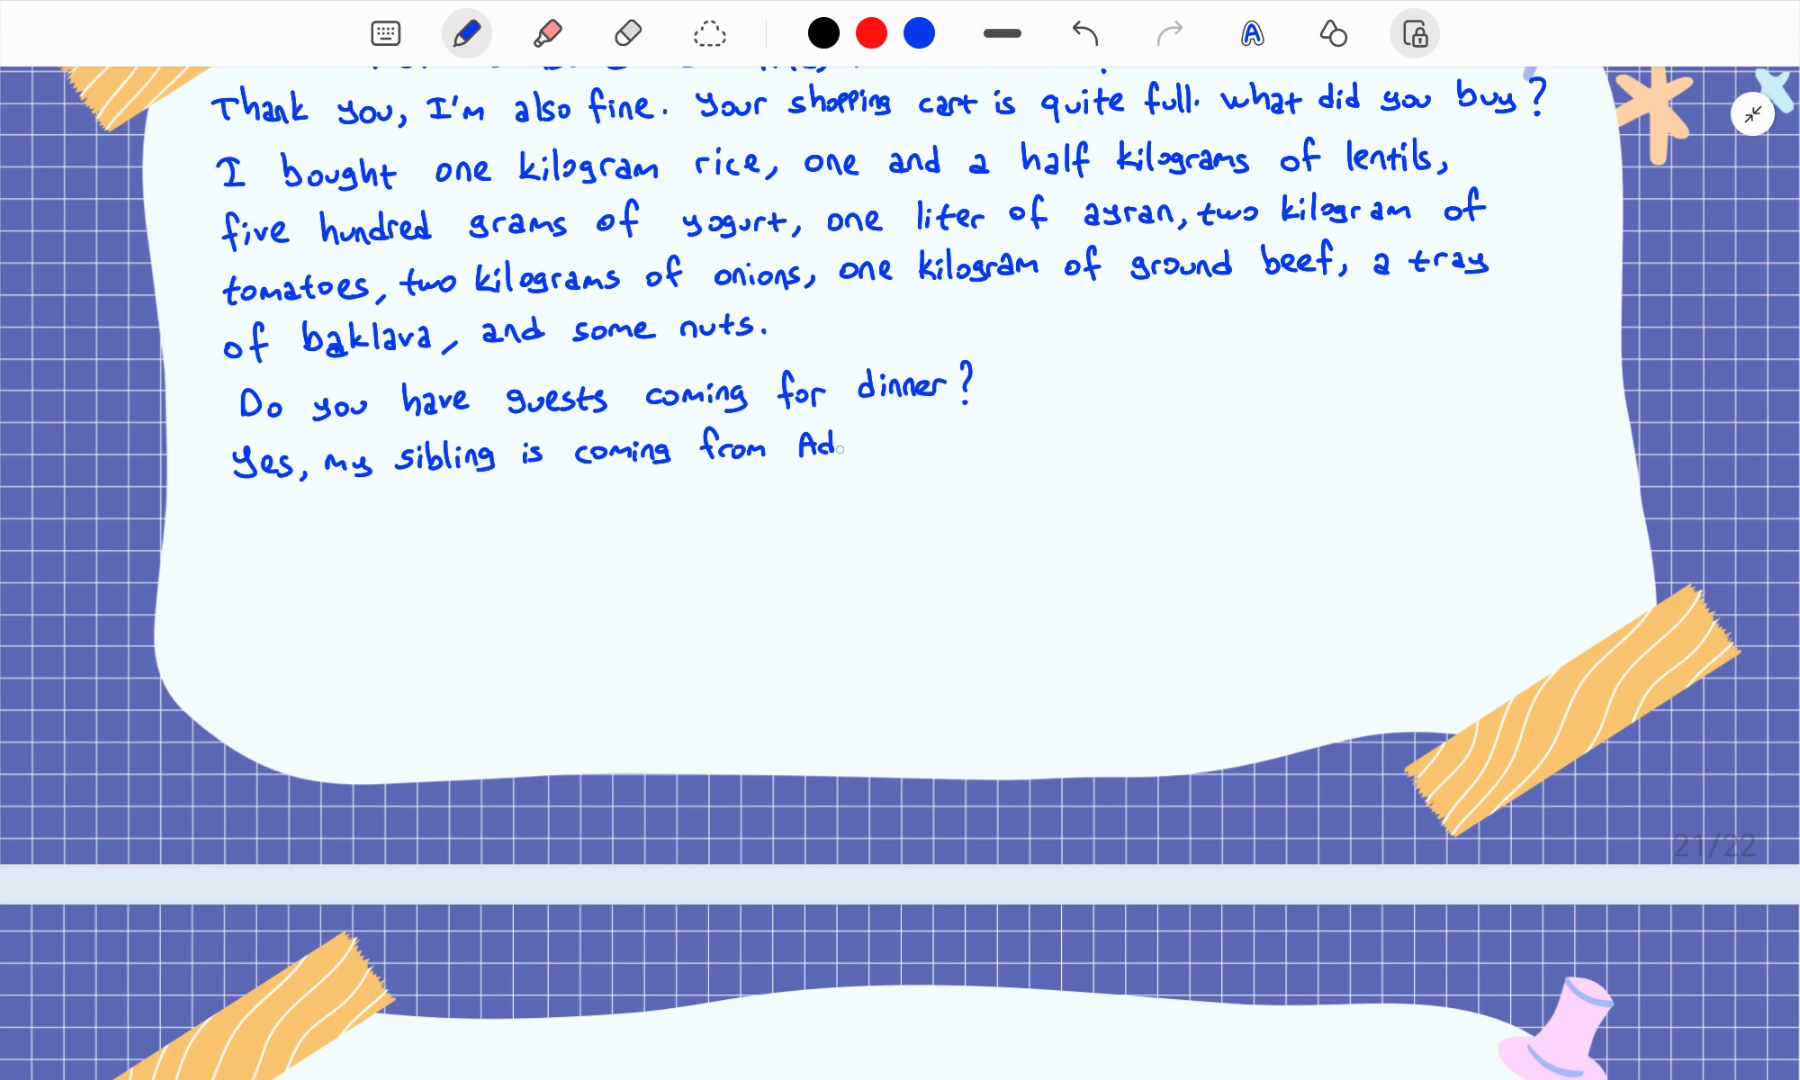 Thank you, I'm also fine. Your shopping cart is quite full. What did you buy?
I bought one kilogram rice, one and a half kilograms of lentils,
five hundred grams of yogurt, one liter of ayran, two kilogram of
tomatoes, two kilograms of onions, one kilogram of ground beef, a tray
of baklava, and some nuts.
Do you have guests coming for dinner?
Yes, my sibling is coming from Ad
21/22